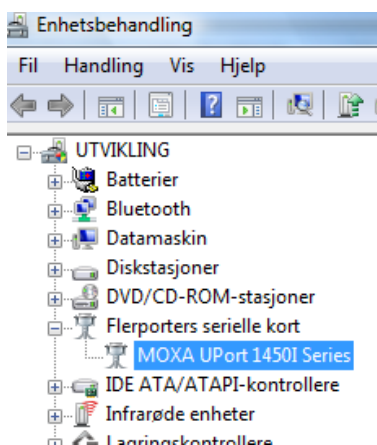 Enhetsbehandling
Fil Handling Vis Hjelp
UTVIKLING
Batterier
Bluetooth
Datamaskin
Diskstasjoner
DVD/CD-ROM-stasjoner
Flerporters serielle kort
MOXA UPort 1450I Series
IDE ATA/ATAPI-kontrollere
Infrarøde enheter
Lagringskontrollere